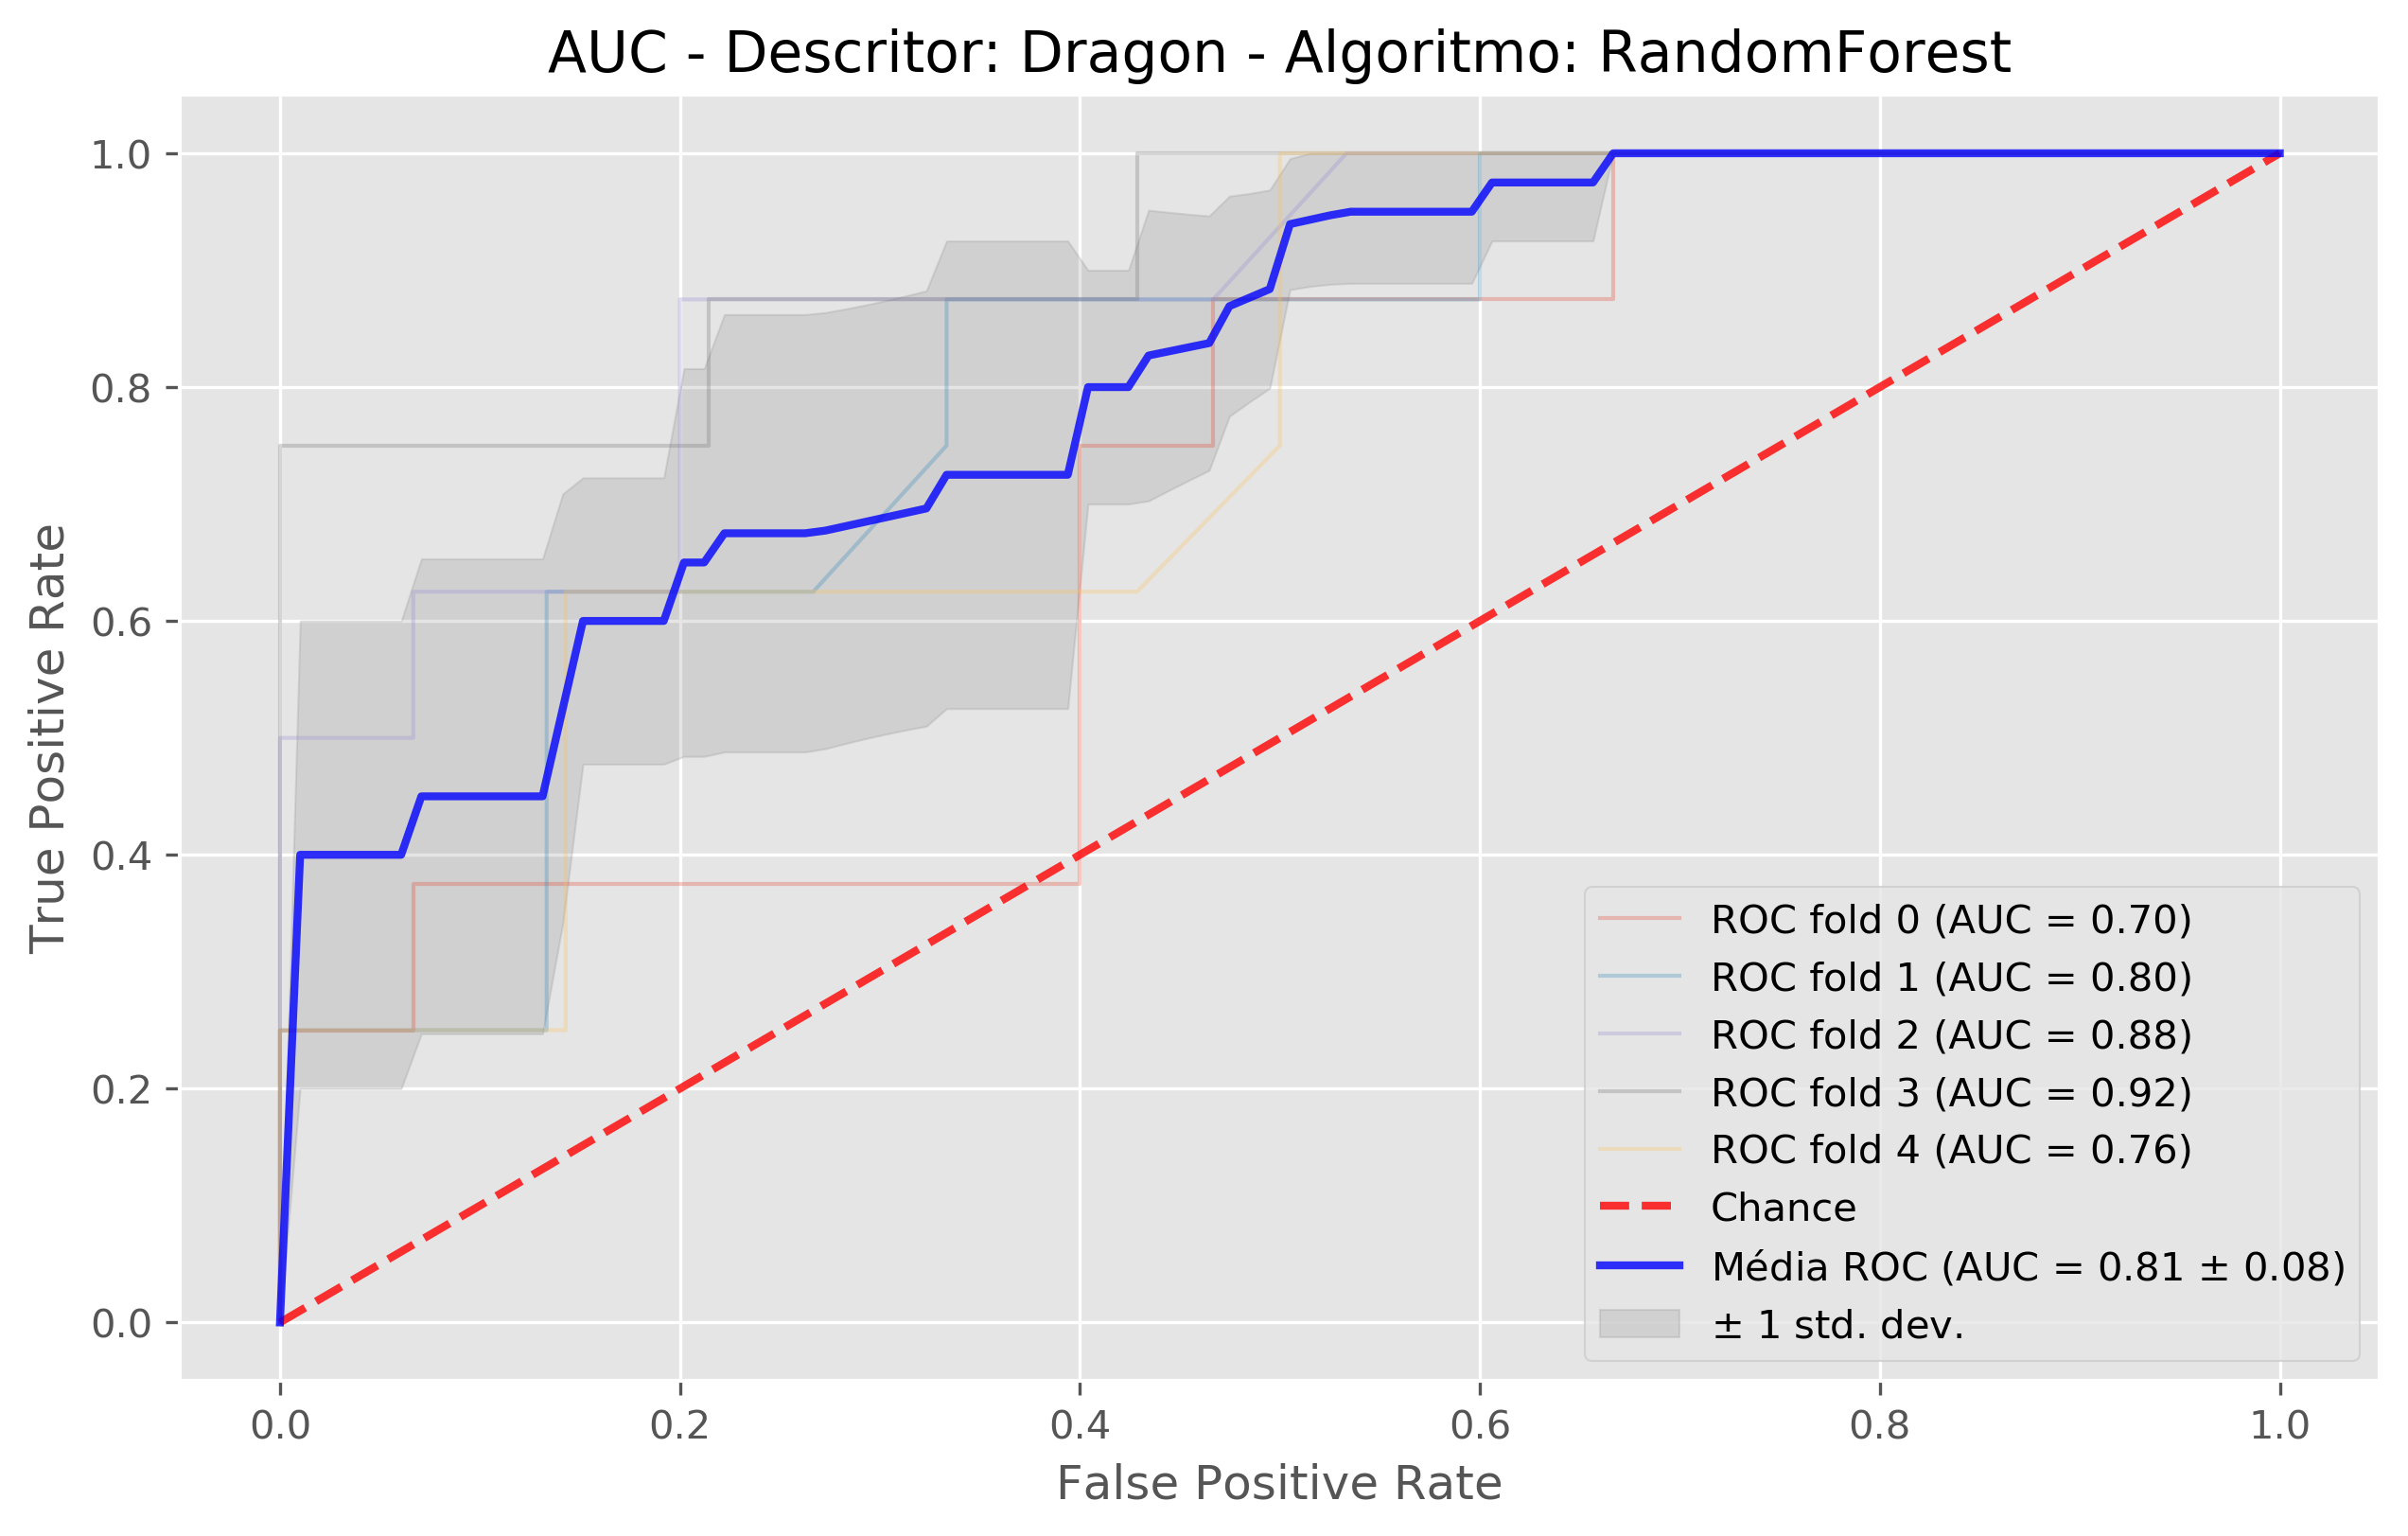 AUC - Descritor: Dragon - Algoritmo: RandomForest
True Positive Rate
1.0
0.8
0.6
0.4
0.2
0.0
ROC fold 0 (AUC = 0.70)
ROC fold 1 (AUC = 0.80)
ROC fold 2 (AUC = 0.88)
ROC fold 3 (AUC = 0.92)
ROC fold 4 (AUC = 0.76)
Chance
Média ROC (AUC = 0.81 ± 0.08)
± 1 std. dev.
0.0 0.2 0.4 0.6 0.8 1.0
False Positive Rate